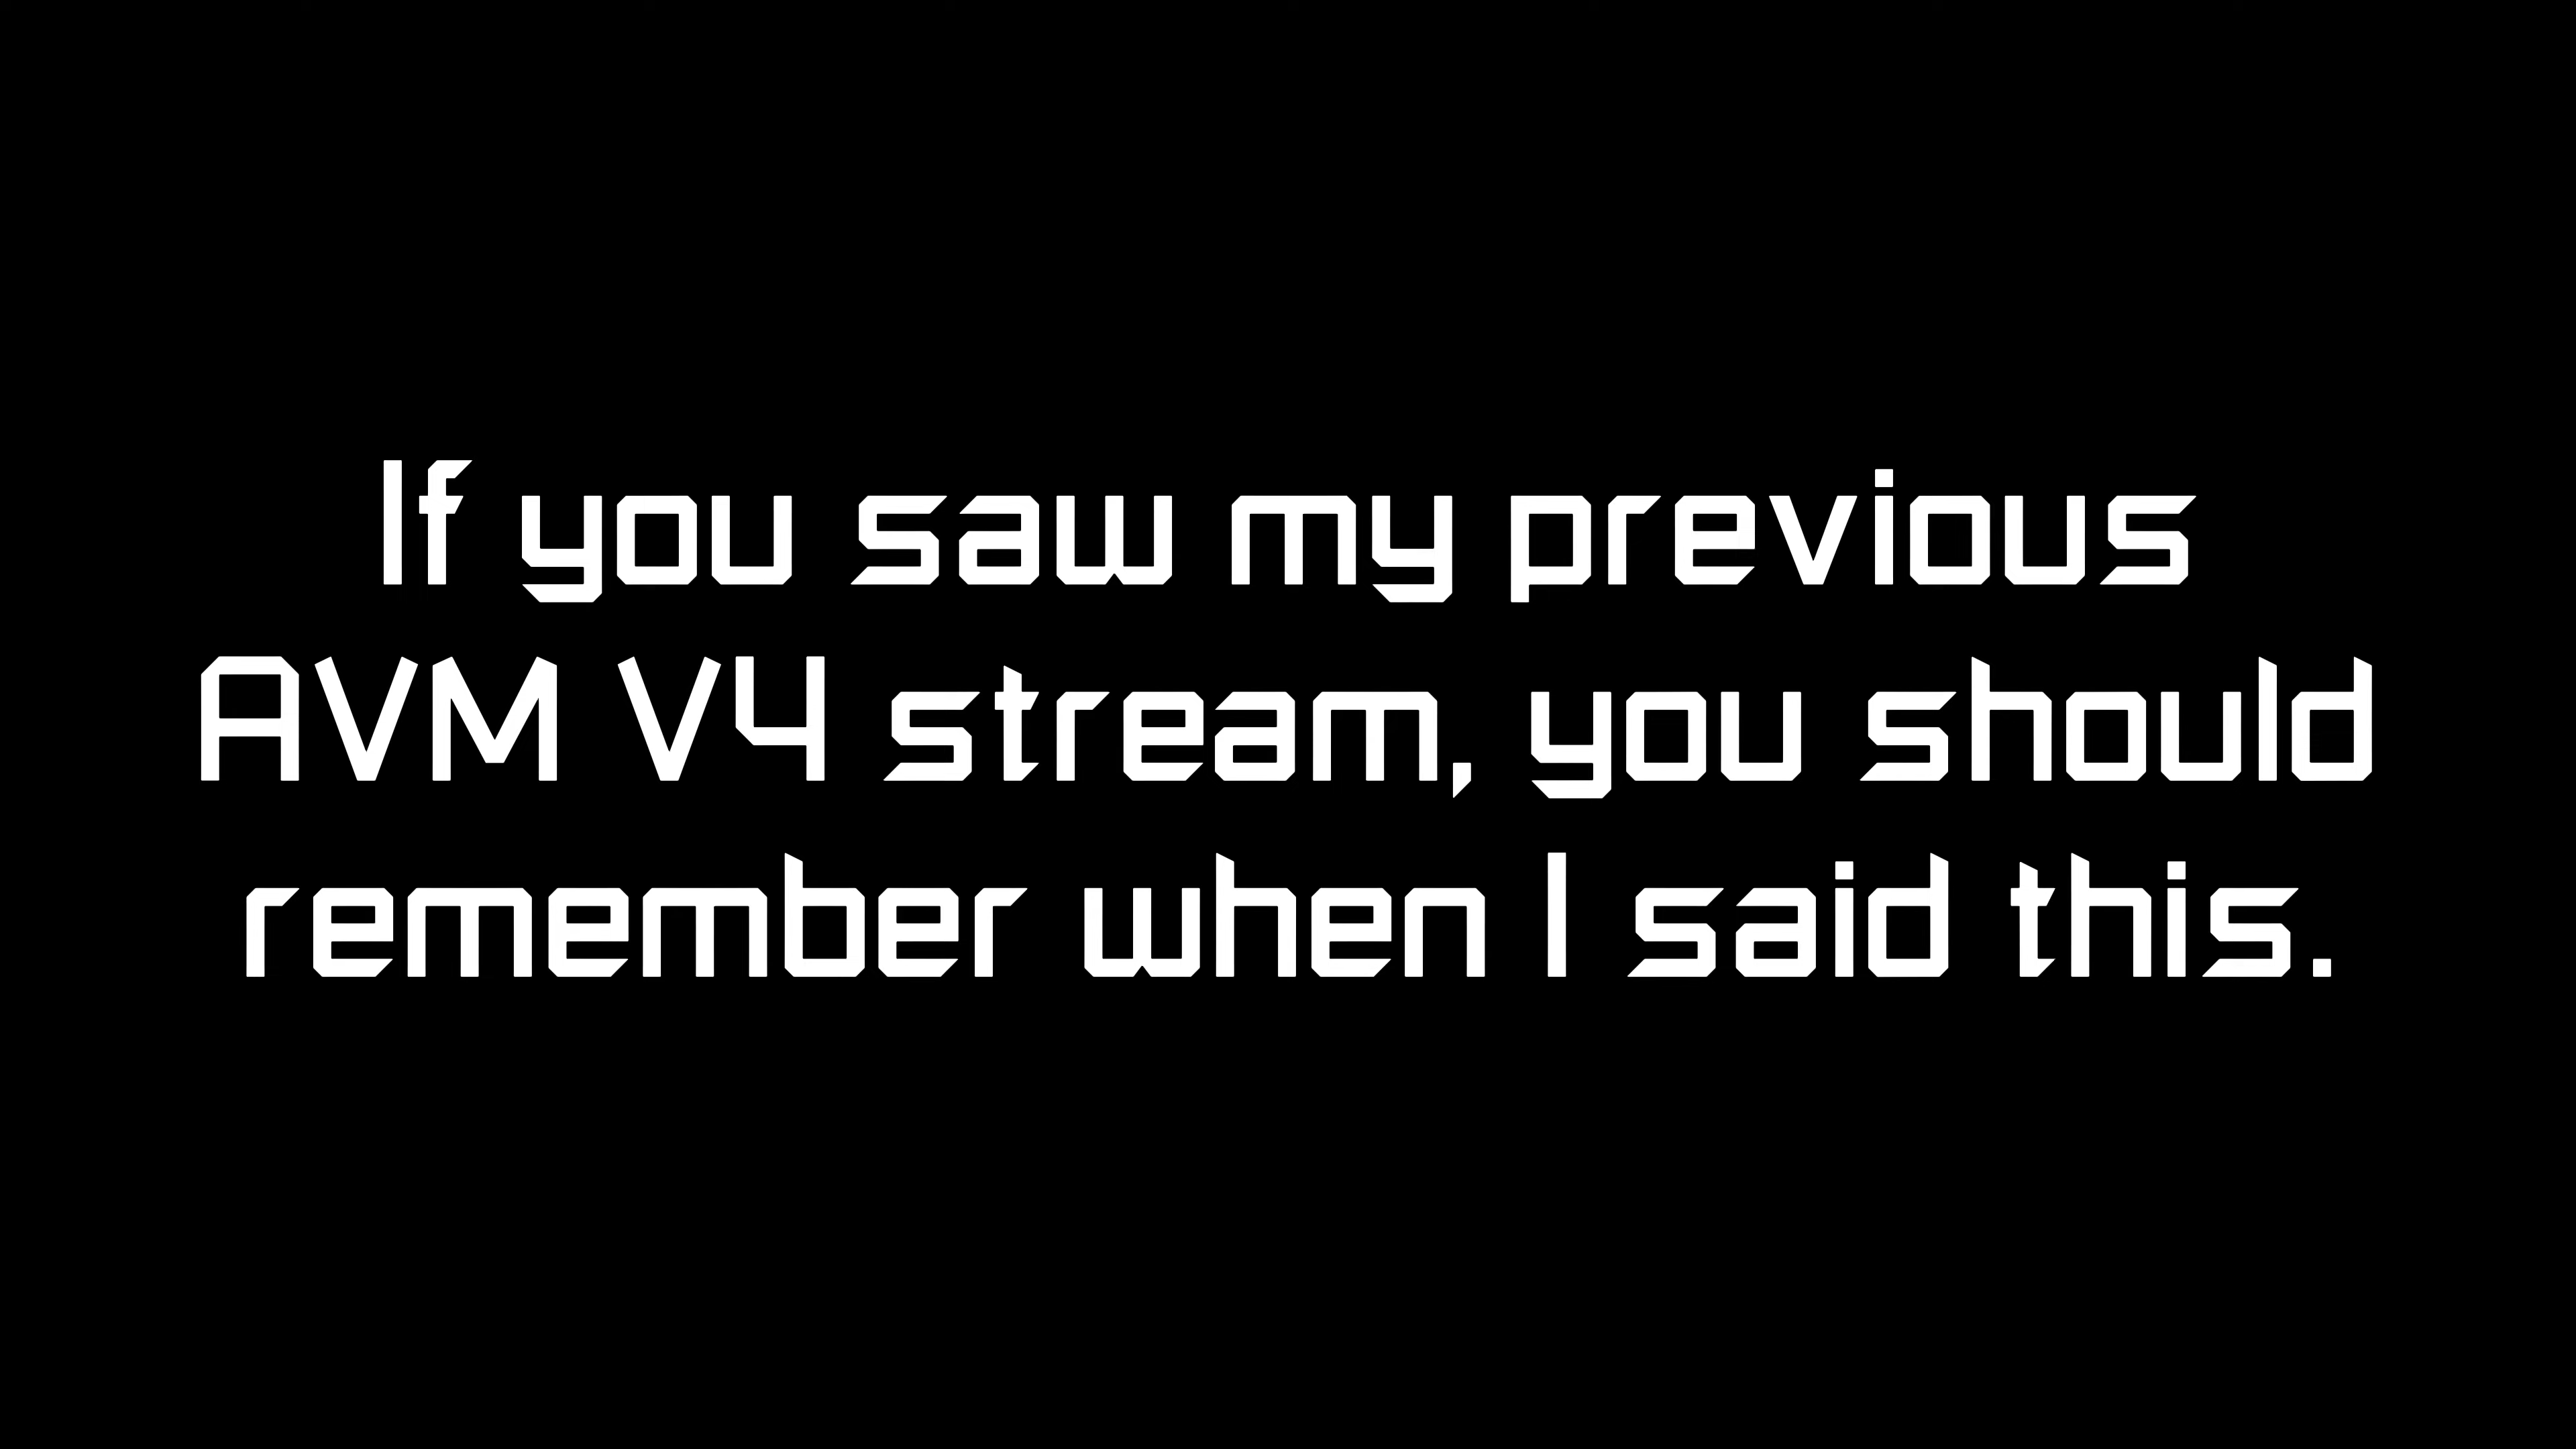 If you saw my previous
AVM V4 stream, you should
remember when I said this.